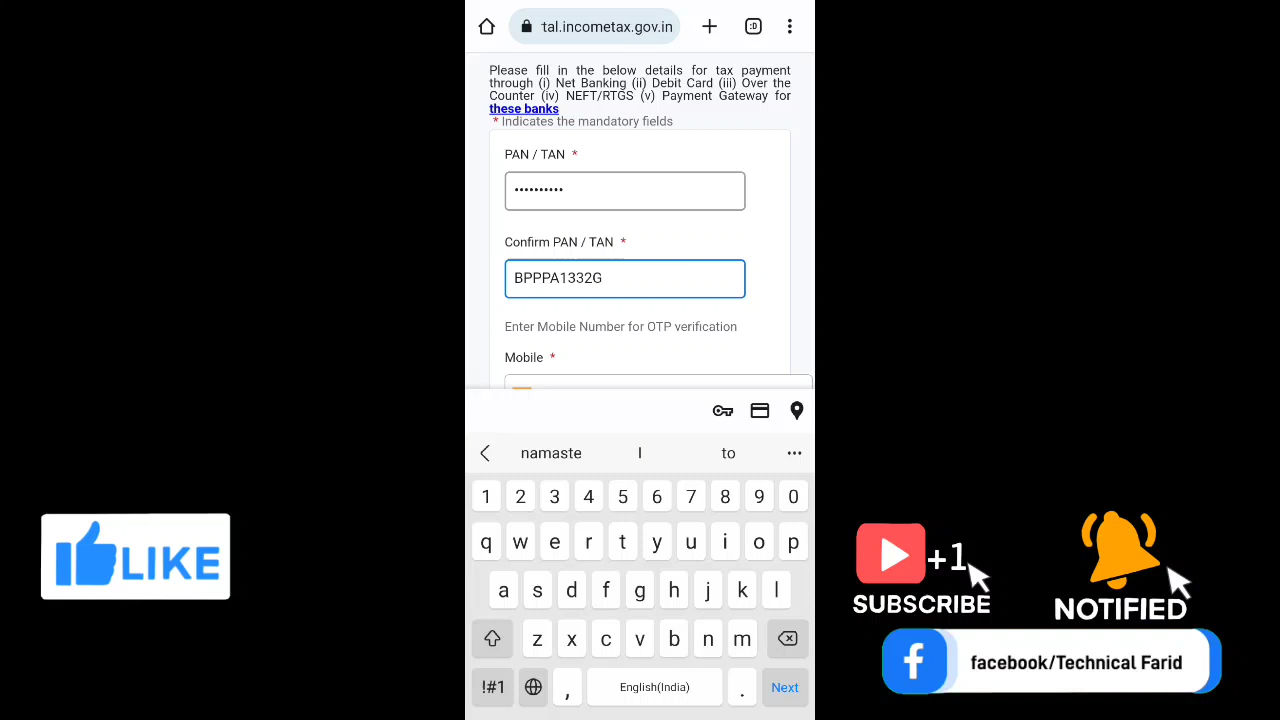 tal.incometax.gov.in
:D
Please fill in the below details for tax payment
through (i) Net Banking (ii) Debit Card (iii) Over the
Counter (iv) NEFT/RTGS (v) Payment Gateway for
these banks
* Indicates the mandatory fields
PAN / TAN *
••••••••••
Confirm PAN / TAN *
BPPPA1332G
Enter Mobile Number for OTP verification
Mobile *
namaste I to
1 2 3 4 5 6 7 8 9 0
q w e r t y u i o p
a s d f g h j k l
z x c v b n m
!#1 , English(India) . Next
LIKE
+1
SUBSCRIBE
NOTIFIED
facebook/Technical Farid